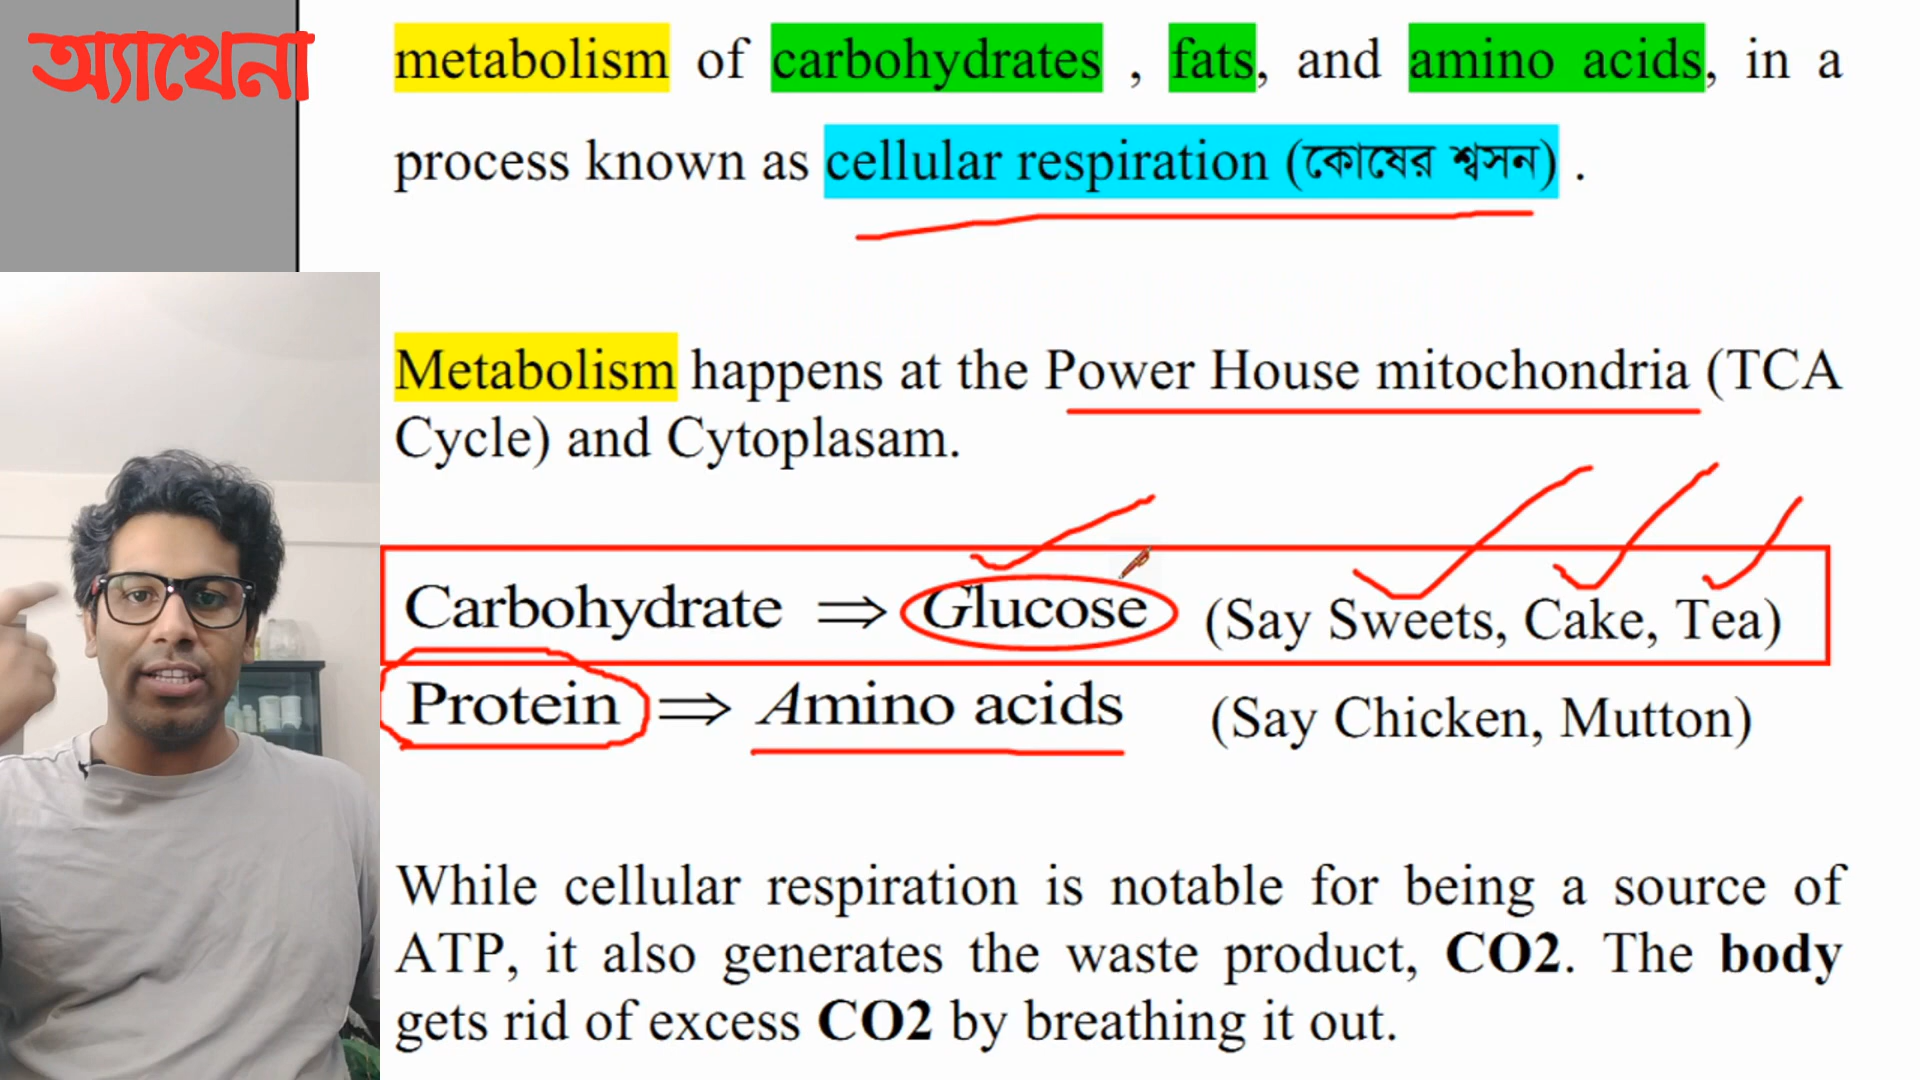 অ্যাথেনা
metabolism of carbohydrates , fats, and amino acids, in a
process known as cellular respiration (কোষের শ্বসন) .
Metabolism happens at the Power House mitochondria (TCA
Cycle) and Cytoplasam.
Carbohydrate ⇒ Glucose (Say Sweets, Cake, Tea)
Protein ⇒ Amino acids (Say Chicken, Mutton)
While cellular respiration is notable for being a source of
ATP, it also generates the waste product, CO2. The body
gets rid of excess CO2 by breathing it out.